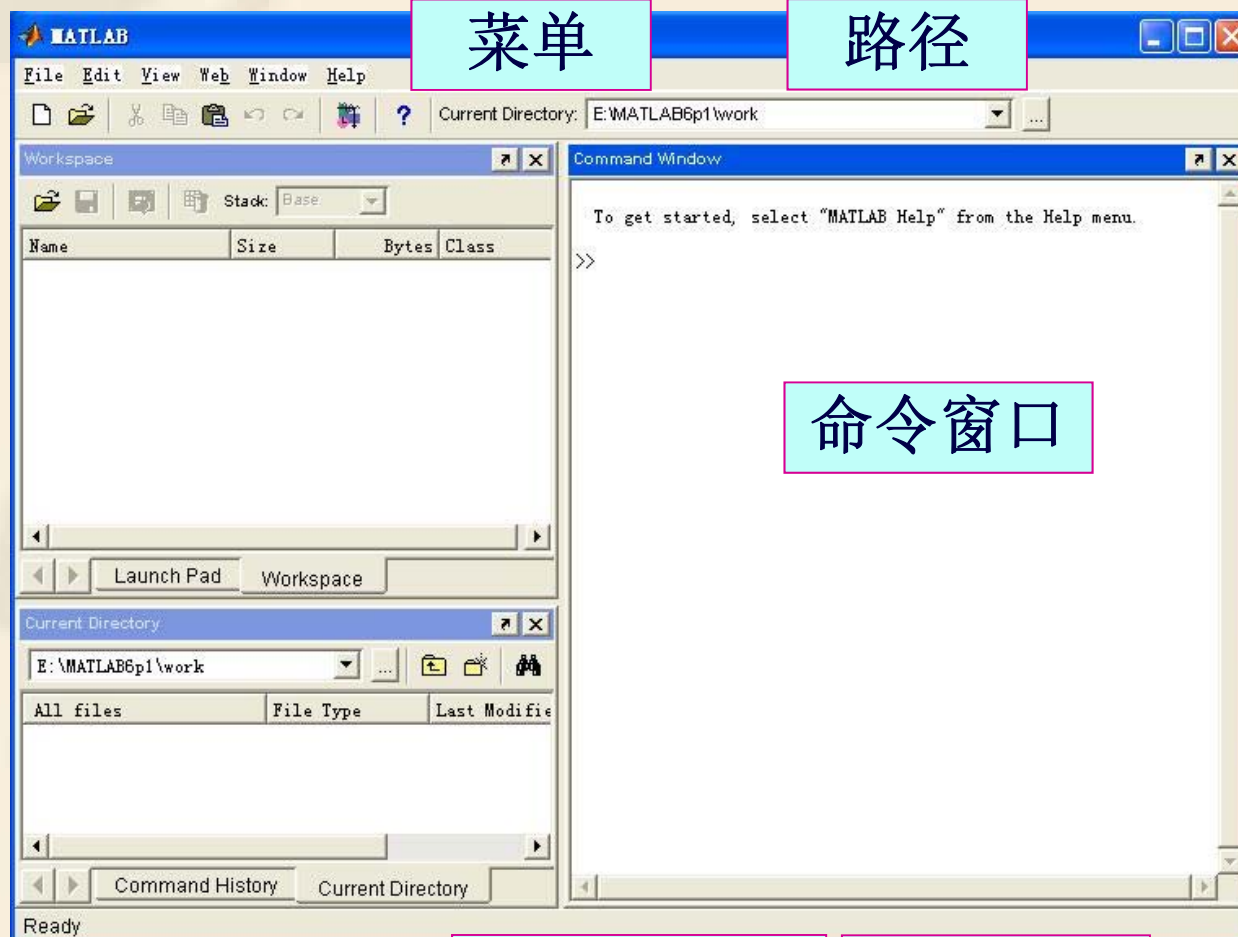 菜单
路径
MATLAB
File Edit View Web Window Help
Current Directory: E:\MATLAB6p1\work
Workspace
Stack: Base
Name Size Bytes Class
Launch Pad Workspace
Current Directory
E:\MATLAB6p1\work
All files File Type Last Modifie
Command History Current Directory
Ready
Command Window
To get started, select "MATLAB Help" from the Help menu.
>>
命令窗口